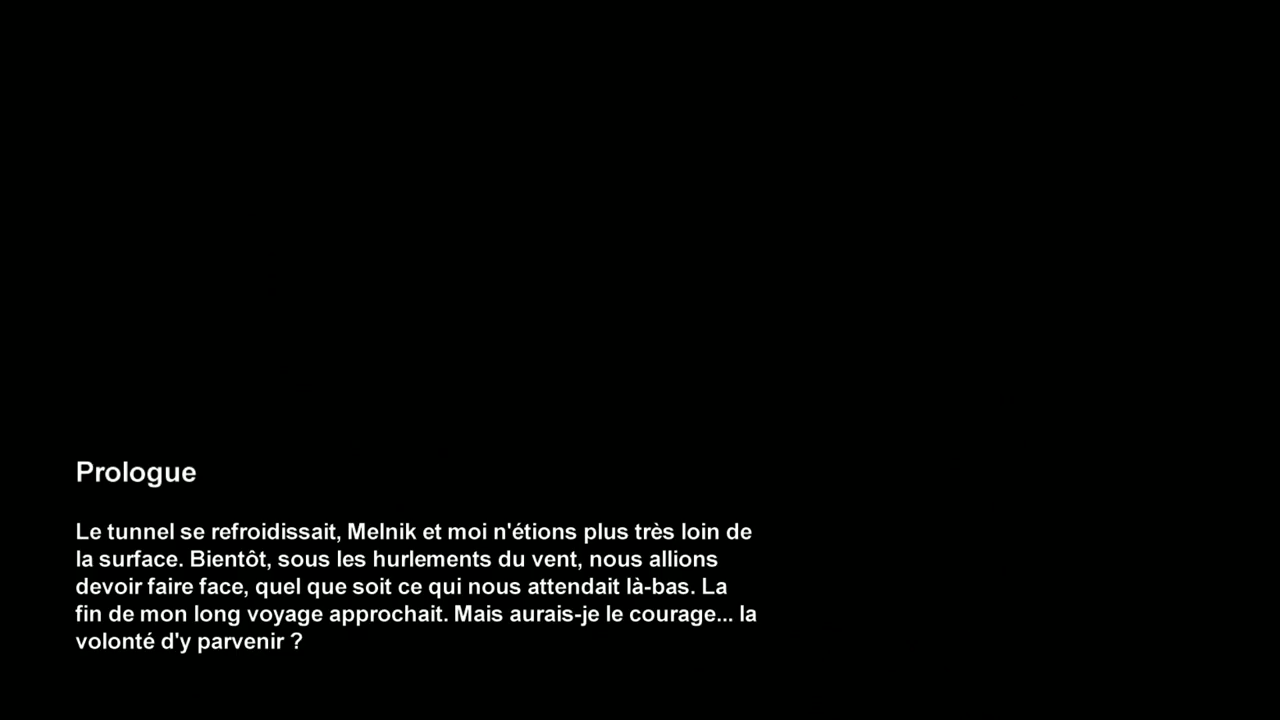 Prologue
Le tunnel se refroidissait, Melnik et moi n'étions plus très loin de
la surface. Bientôt, sous les hurlements du vent, nous allions
devoir faire face, quel que soit ce qui nous attendait là-bas. La
fin de mon long voyage approchait. Mais aurais-je le courage... la
volonté d'y parvenir ?